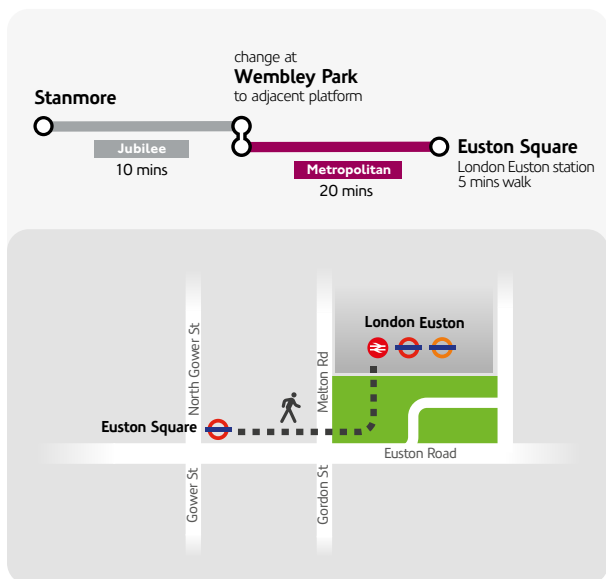 change at
Wembley Park
to adjacent platform
Stanmore
Jubilee
10 mins
Metropolitan
20 mins
Euston Square
London Euston station
5 mins walk
London Euston
North Gower St
Melton Rd
Euston Square
Euston Road
Gower St
Gordon St